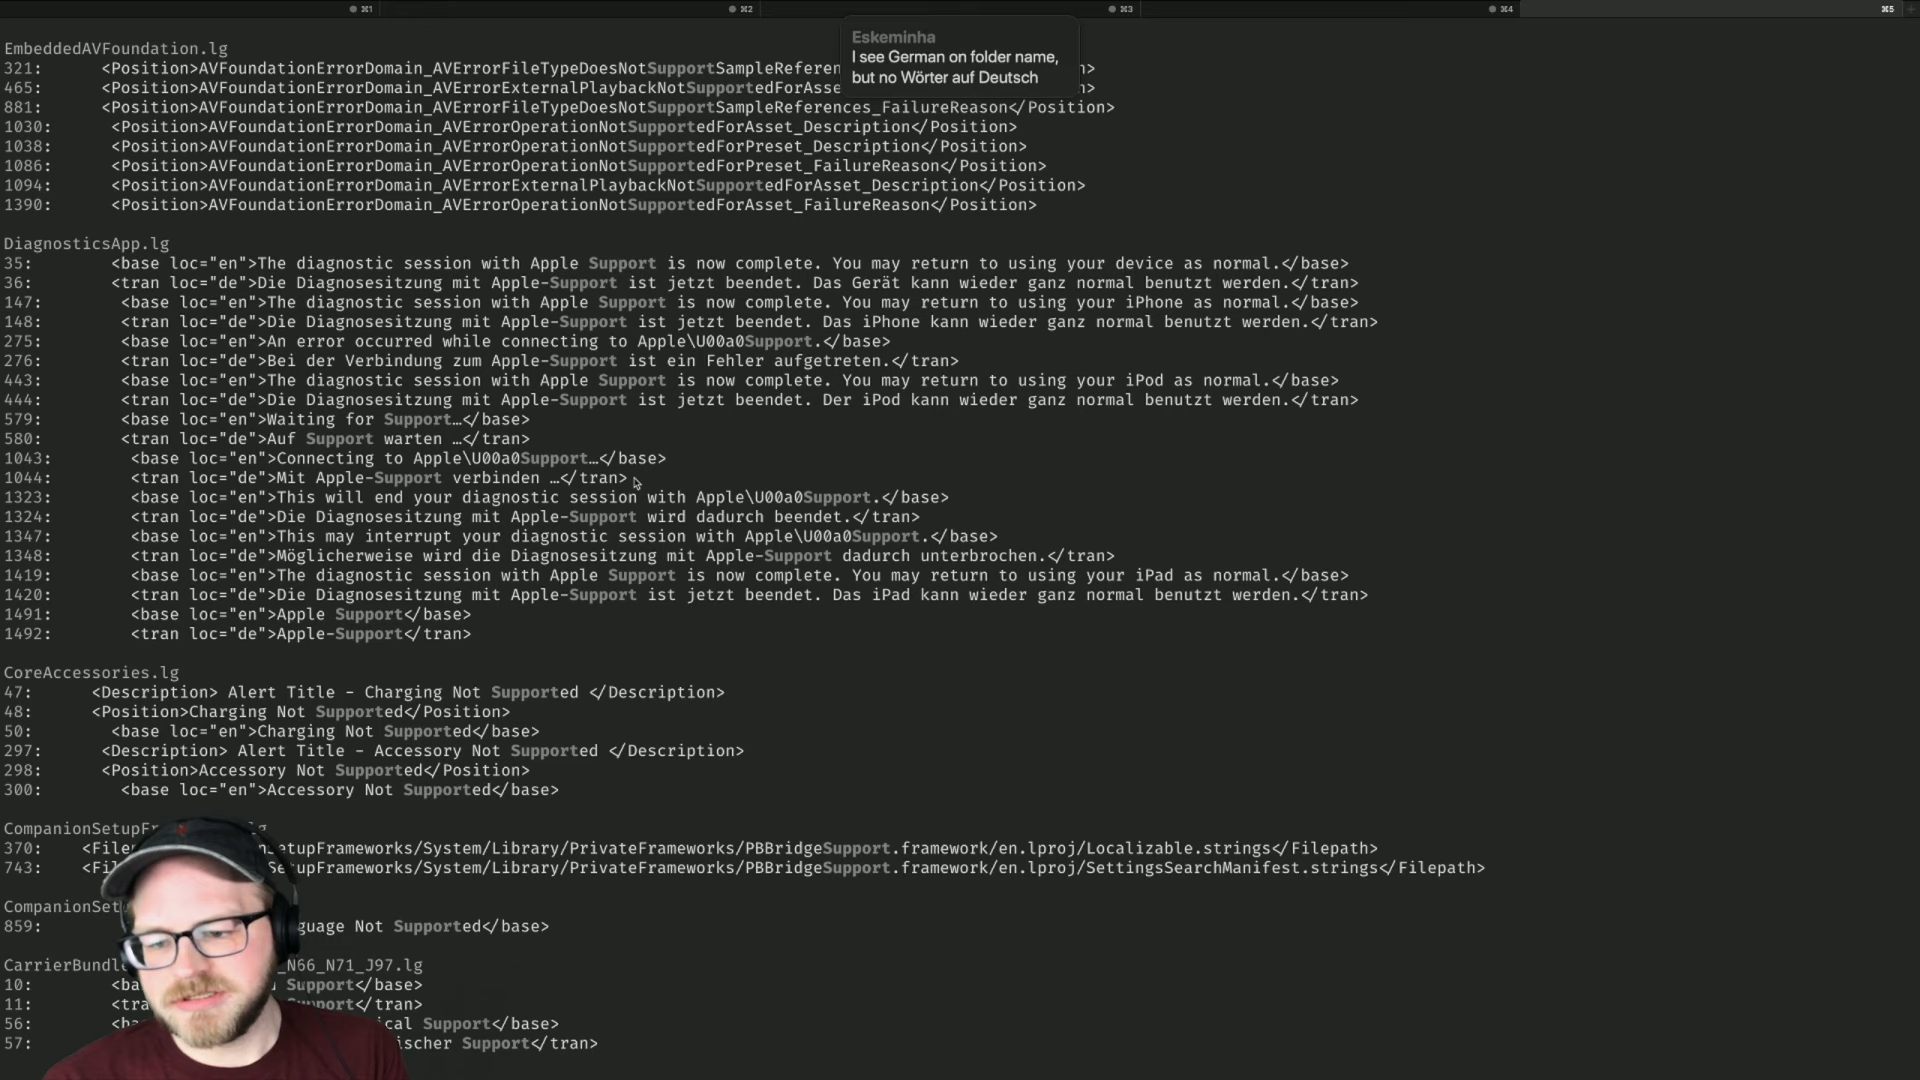 ⌘1
⌘2
⌘3
⌘4
⌘5
Eskeminha
I see German on folder name,
but no Wörter auf Deutsch
EmbeddedAVFoundation.lg
321: <Position>AVFoundationErrorDomain_AVErrorFileTypeDoesNotSupportSampleReferen n>
465: <Position>AVFoundationErrorDomain_AVErrorExternalPlaybackNotSupportedForAsse n>
881: <Position>AVFoundationErrorDomain_AVErrorFileTypeDoesNotSupportSampleReferences_FailureReason</Position>
1030: <Position>AVFoundationErrorDomain_AVErrorOperationNotSupportedForAsset_Description</Position>
1038: <Position>AVFoundationErrorDomain_AVErrorOperationNotSupportedForPreset_Description</Position>
1086: <Position>AVFoundationErrorDomain_AVErrorOperationNotSupportedForPreset_FailureReason</Position>
1094: <Position>AVFoundationErrorDomain_AVErrorExternalPlaybackNotSupportedForAsset_Description</Position>
1390: <Position>AVFoundationErrorDomain_AVErrorOperationNotSupportedForAsset_FailureReason</Position>
DiagnosticsApp.lg
35: <base loc="en">The diagnostic session with Apple Support is now complete. You may return to using your device as normal.</base>
36: <tran loc="de">Die Diagnosesitzung mit Apple-Support ist jetzt beendet. Das Gerät kann wieder ganz normal benutzt werden.</tran>
147: <base loc="en">The diagnostic session with Apple Support is now complete. You may return to using your iPhone as normal.</base>
148: <tran loc="de">Die Diagnosesitzung mit Apple-Support ist jetzt beendet. Das iPhone kann wieder ganz normal benutzt werden.</tran>
275: <base loc="en">An error occurred while connecting to Apple\U00a0Support.</base>
276: <tran loc="de">Bei der Verbindung zum Apple-Support ist ein Fehler aufgetreten.</tran>
443: <base loc="en">The diagnostic session with Apple Support is now complete. You may return to using your iPod as normal.</base>
444: <tran loc="de">Die Diagnosesitzung mit Apple-Support ist jetzt beendet. Der iPod kann wieder ganz normal benutzt werden.</tran>
579: <base loc="en">Waiting for Support…</base>
580: <tran loc="de">Auf Support warten …</tran>
1043: <base loc="en">Connecting to Apple\U00a0Support…</base>
1044: <tran loc="de">Mit Apple-Support verbinden …</tran>
1323: <base loc="en">This will end your diagnostic session with Apple\U00a0Support.</base>
1324: <tran loc="de">Die Diagnosesitzung mit Apple-Support wird dadurch beendet.</tran>
1347: <base loc="en">This may interrupt your diagnostic session with Apple\U00a0Support.</base>
1348: <tran loc="de">Möglicherweise wird die Diagnosesitzung mit Apple-Support dadurch unterbrochen.</tran>
1419: <base loc="en">The diagnostic session with Apple Support is now complete. You may return to using your iPad as normal.</base>
1420: <tran loc="de">Die Diagnosesitzung mit Apple-Support ist jetzt beendet. Das iPad kann wieder ganz normal benutzt werden.</tran>
1491: <base loc="en">Apple Support</base>
1492: <tran loc="de">Apple-Support</tran>
CoreAccessories.lg
47: <Description> Alert Title - Charging Not Supported </Description>
48: <Position>Charging Not Supported</Position>
50: <base loc="en">Charging Not Supported</base>
297: <Description> Alert Title - Accessory Not Supported </Description>
298: <Position>Accessory Not Supported</Position>
300: <base loc="en">Accessory Not Supported</base>
CompanionSetupFr lg
370: <File nSetupFrameworks/System/Library/PrivateFrameworks/PBBridgeSupport.framework/en.lproj/Localizable.strings</Filepath>
743: <Fil SetupFrameworks/System/Library/PrivateFrameworks/PBBridgeSupport.framework/en.lproj/SettingsSearchManifest.strings</Filepath>
CompanionSet
859: guage Not Supported</base>
CarrierBundle _N66_N71_J97.lg
10: <ba Support</base>
11: <tra Support</tran>
56: <ba ical Support</base>
57: ischer Support</tran>